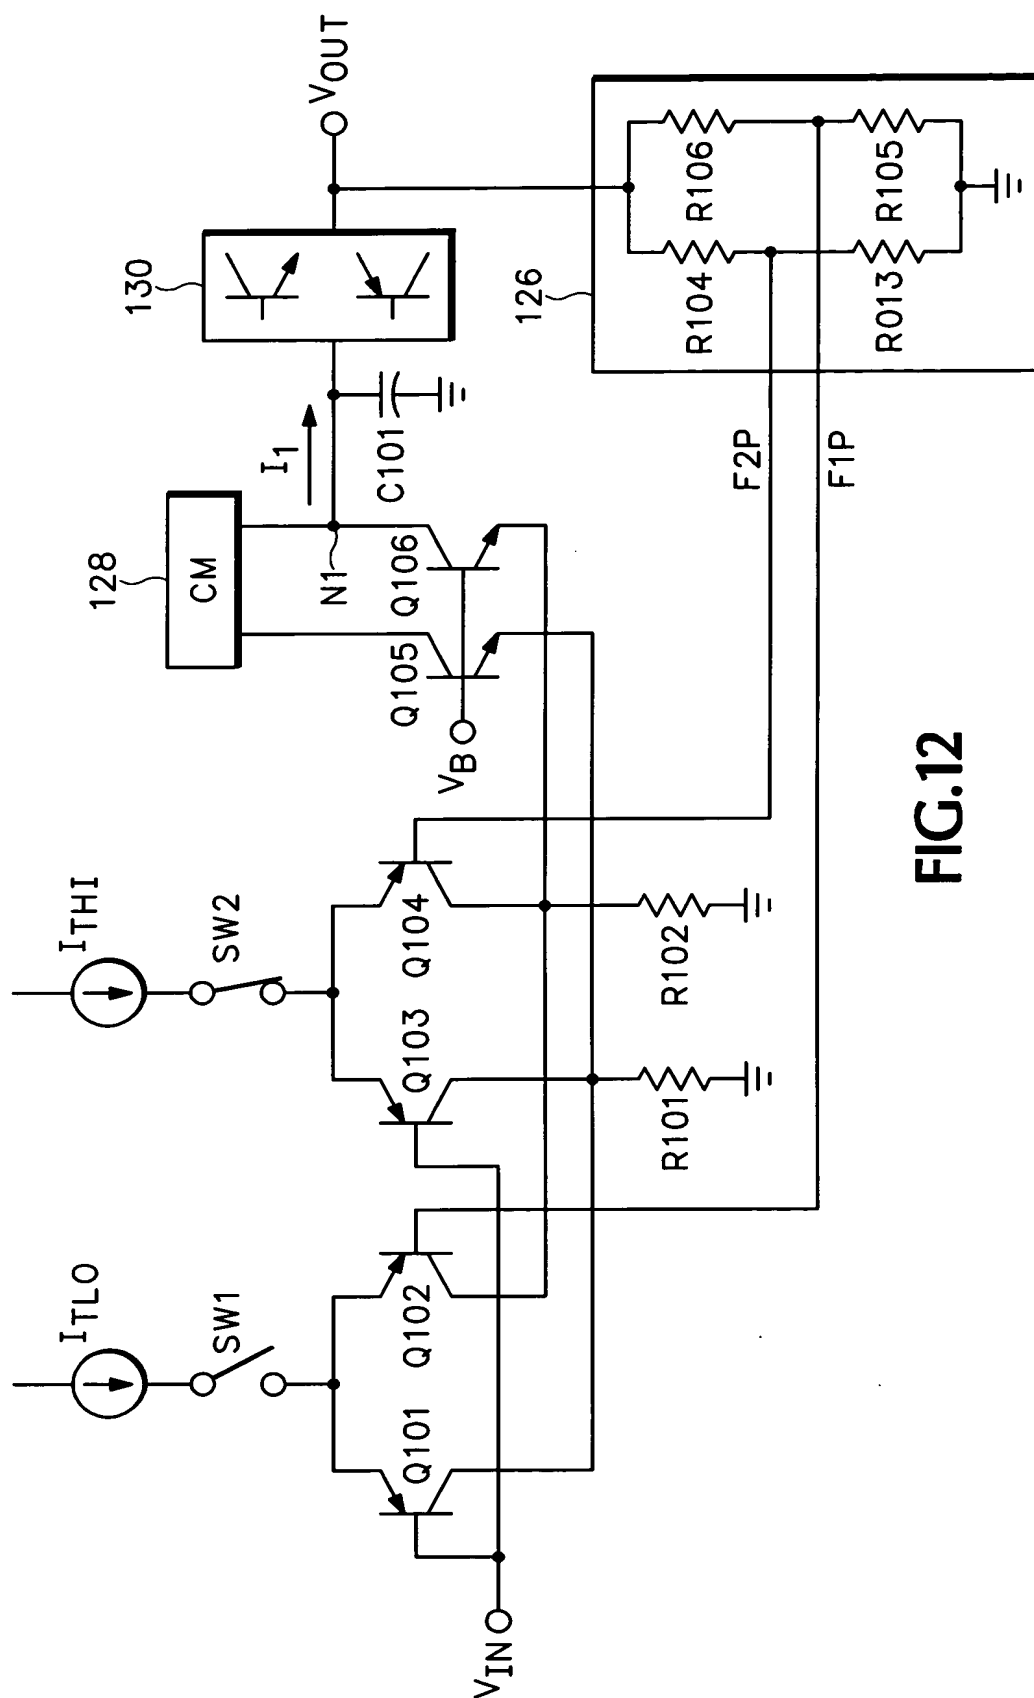 ITLO
SW1
Q101
Q102
VIN
ITHI
SW2
Q103
Q104
R101
R102
128
CM
N1
I1
Q105
Q106
VB
C101
130
VOUT
126
R104
R106
R013
R105
F2P
F1P
FIG.12